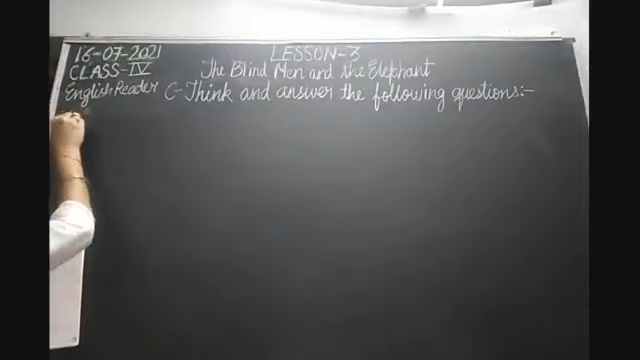 16-07-2021
LESSON-3
CLASS-IV
The Blind Men and the Elephant
English Reader
C-Think and answer the following questions:-